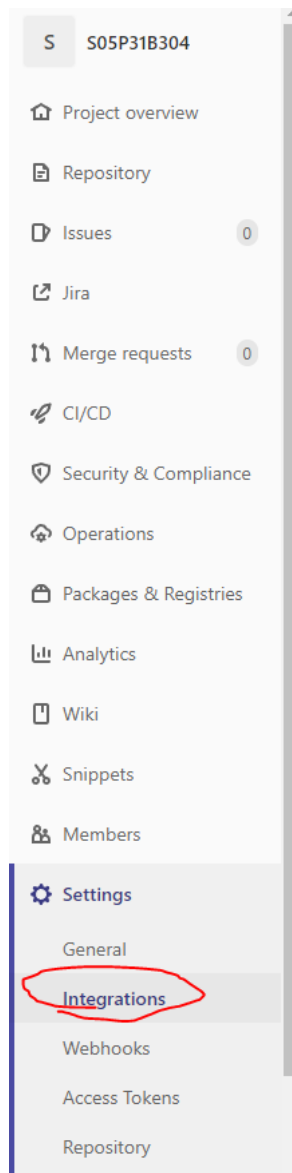 S S05P31B304
Project overview
Repository
Issues 0
Jira
Merge requests 0
CI/CD
Security & Compliance
Operations
Packages & Registries
Analytics
Wiki
Snippets
Members
Settings
General
Integrations
Webhooks
Access Tokens
Repository